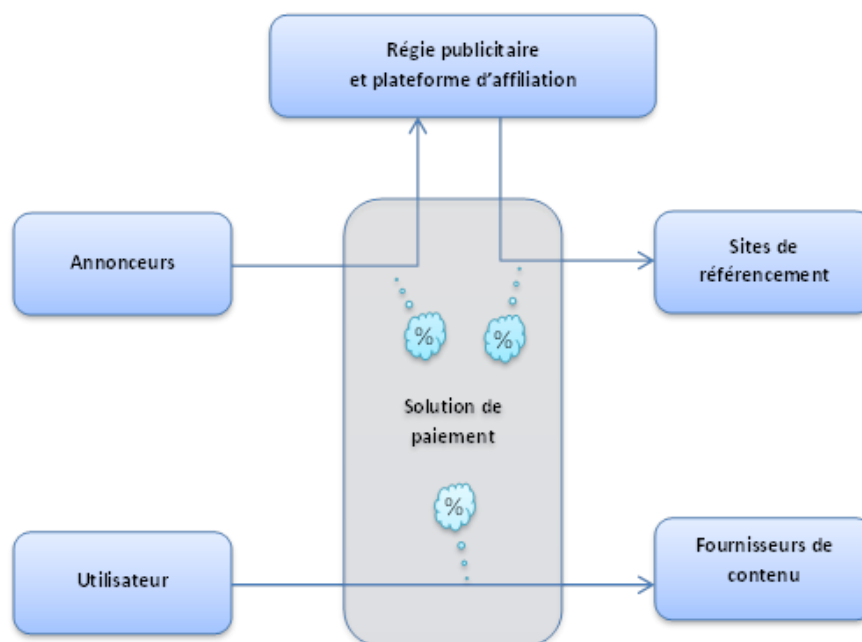 Régie publicitaire
et plateforme d'affiliation
Annonceurs
Sites de
référencement
%
%
Solution de
paiement
%
Utilisateur
Fournisseurs de
contenu